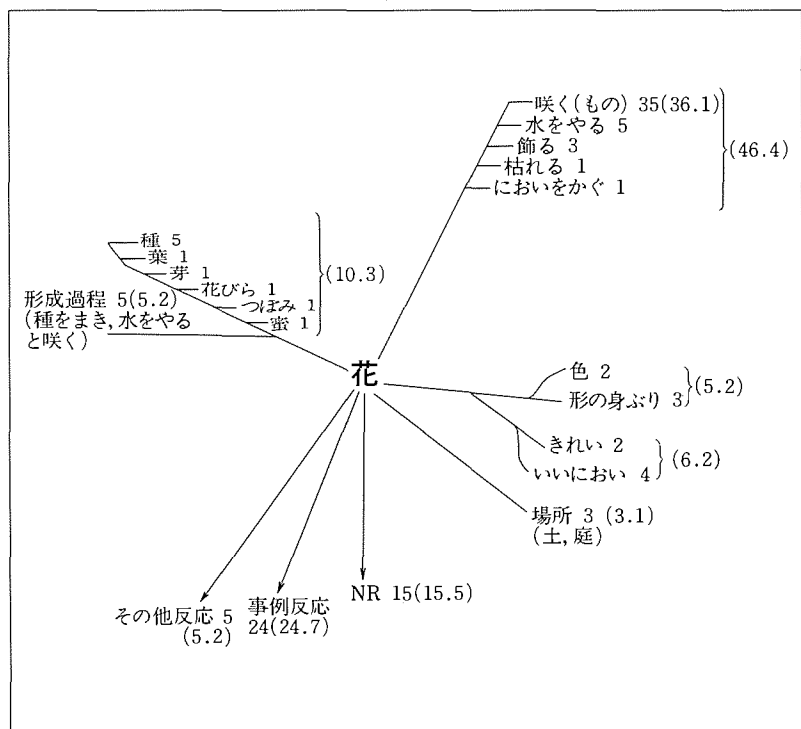 咲く(もの) 35(36.1)
水をやる 5
飾る 3
枯れる 1
においをかぐ 1
(46.4)
種 5
葉 1
芽 1
花びら 1
つぼみ 1
蜜 1
(10.3)
形成過程 5(5.2)
(種をまき,水をやる
と咲く)
花
色 2
形の身ぶり 3
(5.2)
きれい 2
いいにおい 4
(6.2)
場所 3 (3.1)
(土,庭)
NR 15(15.5)
事例反応
24(24.7)
その他反応 5
(5.2)